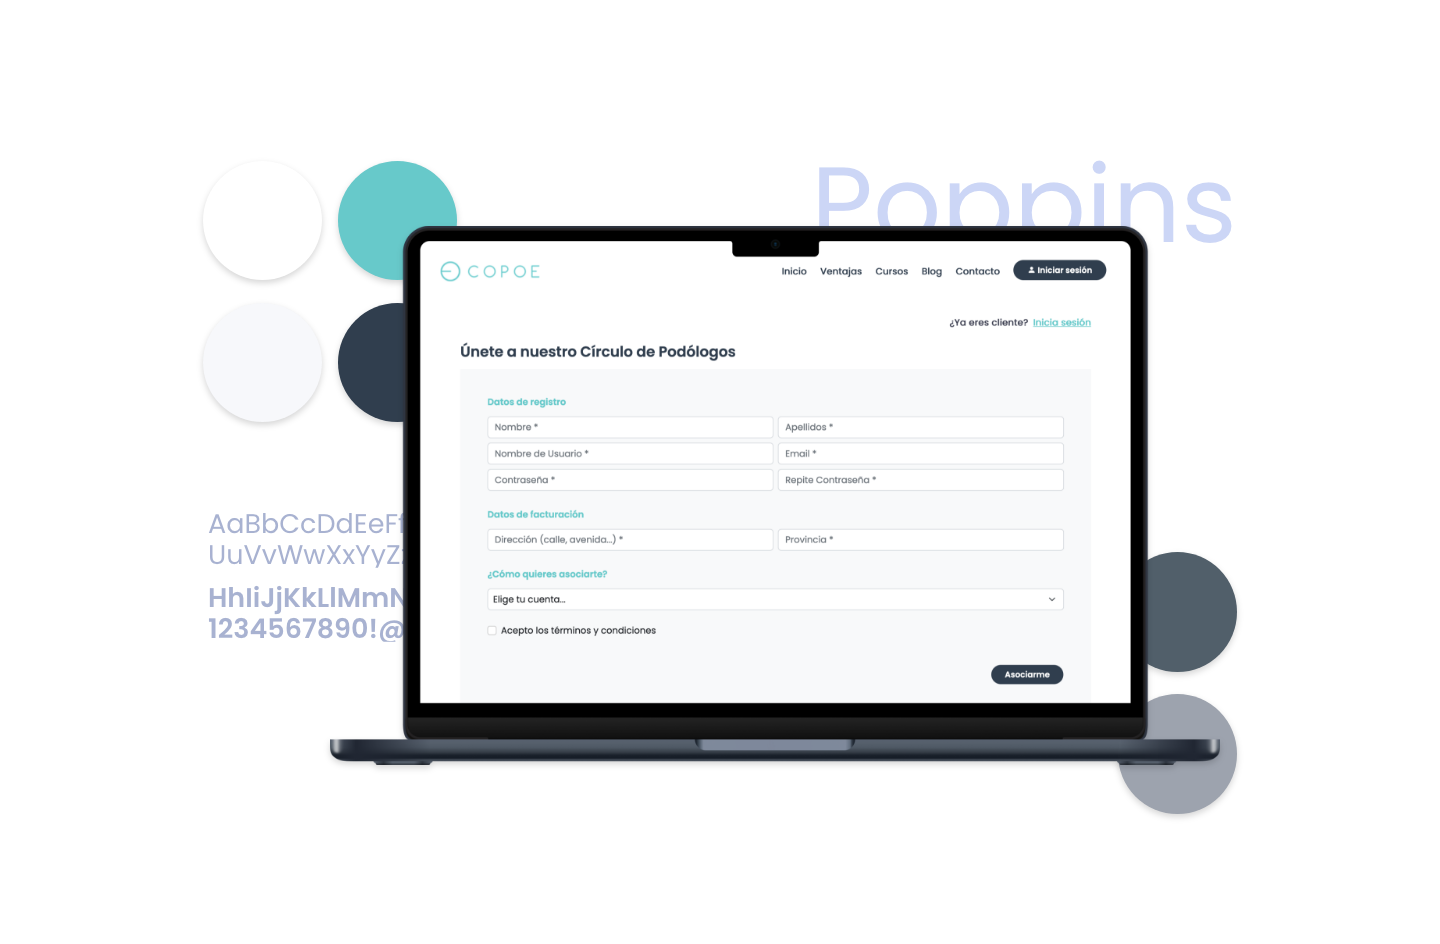 Poppins
COPOE
Inicio Ventajas Cursos Blog Contacto Iniciar sesión
¿Ya eres cliente? Inicia sesión
Únete a nuestro Círculo de Podólogos
Datos de registro
Nombre * Apellidos *
Nombre de Usuario * Email *
Contraseña * Repite Contraseña *
Datos de facturación
Dirección (calle, avenida...) * Provincia *
¿Cómo quieres asociarte?
Elige tu cuenta...
Acepto los términos y condiciones
Asociarme
AaBbCcDdEeFf
UuVvWwXxYyZz
HhIiJjKkLlMmN
1234567890!@